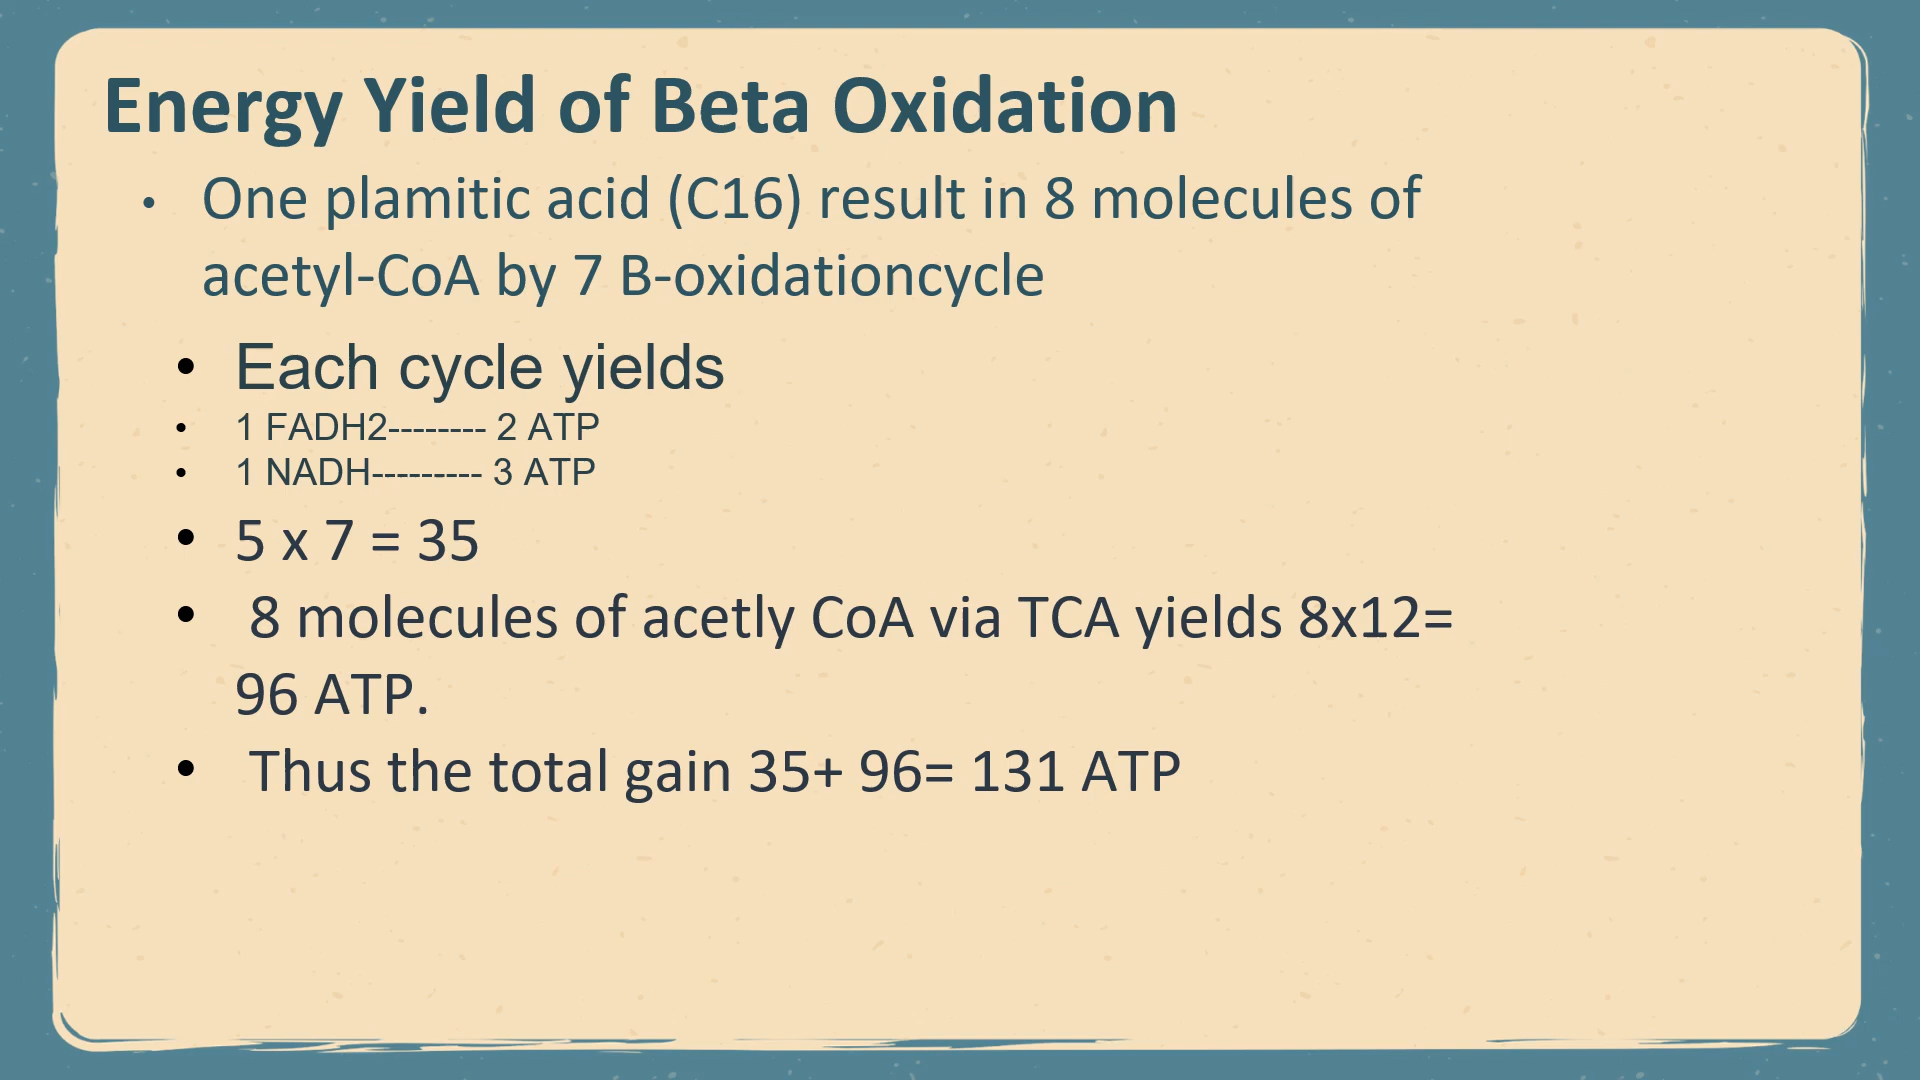 Energy Yield of Beta Oxidation
• One plamitic acid (C16) result in 8 molecules of
acetyl-CoA by 7 B-oxidationcycle
• Each cycle yields
• 1 FADH2-------- 2 ATP
• 1 NADH--------- 3 ATP
• 5 x 7 = 35
• 8 molecules of acetly CoA via TCA yields 8x12=
96 ATP.
• Thus the total gain 35+ 96= 131 ATP